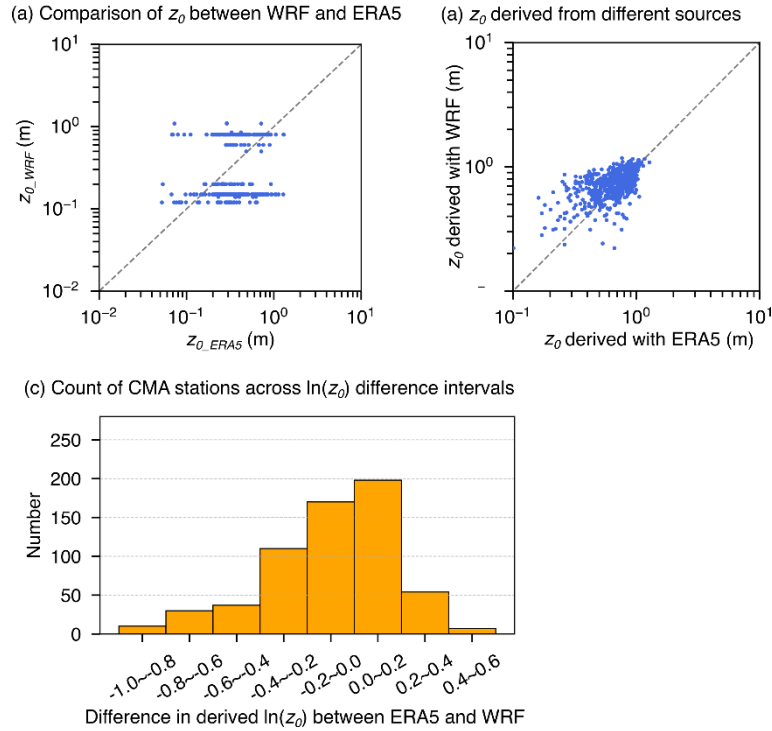 (a) Comparison of z0 between WRF and ERA5
10^1
10^0
10^-1
10^-2
z0_WRF (m)
10^-2 10^-1 10^0 10^1
z0_ERA5 (m)
(a) z0 derived from different sources
10^1
10^0
z0 derived with WRF (m)
10^-1 10^0 10^1
z0 derived with ERA5 (m)
(c) Count of CMA stations across ln(z0) difference intervals
250
200
150
100
50
0
Number
-1.0~-0.8 -0.8~-0.6 -0.6~-0.4 -0.4~-0.2 -0.2~0.0 0.0~0.2 0.2~0.4 0.4~0.6
Difference in derived ln(z0) between ERA5 and WRF